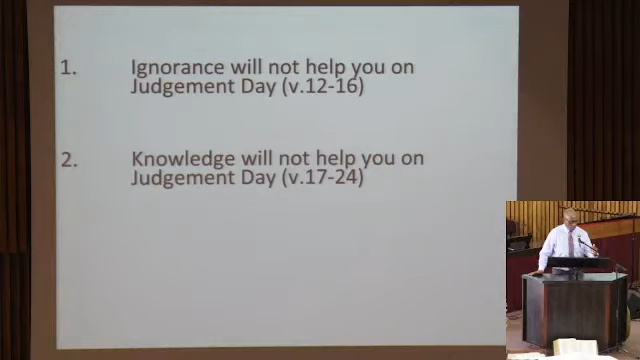 1. Ignorance will not help you on
Judgement Day (v.12-16)
2. Knowledge will not help you on
Judgement Day (v.17-24)